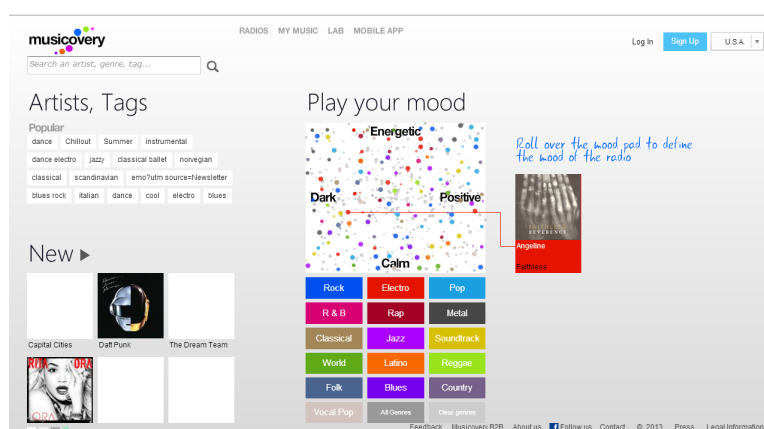 RADIOS MY MUSIC LAB MOBILE APP
musicovery
Log In Sign Up U.S.A.
Search an artist, genre, tag...
Artists, Tags
Popular
dance Chillout Summer instrumental
dance electro jazzy classical ballet norvegian
classical scandinavian emo?utm source=Newsletter
blues rock italian dance cool electro blues
New
Capital Cities Daft Punk The Dream Team
RITA ORA
ORA
Play your mood
Energetic
Dark Positive
Calm
Roll over the mood pad to define
the mood of the radio
FAITHLESS
REVERENCE
Angeline
Faithless
Rock Electro Pop
R & B Rap Metal
Classical Jazz Soundtrack
World Latino Reggae
Folk Blues Country
Vocal Pop All Genres Clear genres
Feedback Musicovery B2B About us Follow us Contact © 2013 Press Legal Information